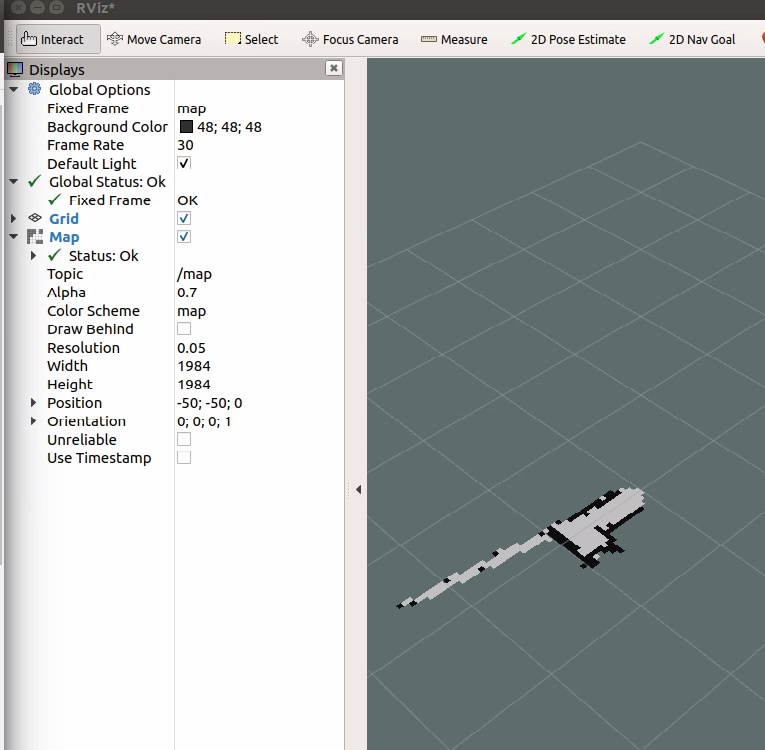 RViz*
Interact Move Camera Select Focus Camera Measure 2D Pose Estimate 2D Nav Goal
Displays
Global Options
Fixed Frame map
Background Color 48; 48; 48
Frame Rate 30
Default Light
Global Status: Ok
Fixed Frame OK
Grid
Map
Status: Ok
Topic /map
Alpha 0.7
Color Scheme map
Draw Behind
Resolution 0.05
Width 1984
Height 1984
Position -50; -50; 0
Orientation 0; 0; 0; 1
Unreliable
Use Timestamp